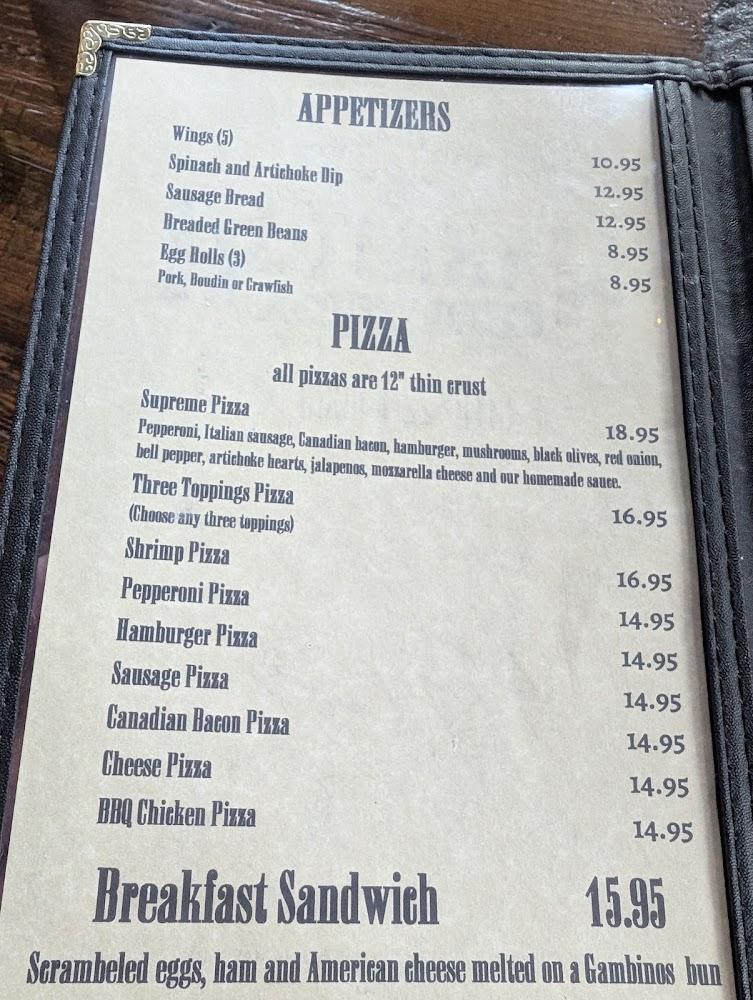 APPETIZERS
Wings (5) 10.95
Spinach and Artichoke Dip 12.95
Sausage Bread 12.95
Breaded Green Beans 8.95
Egg Rolls (3) 8.95
Pork, Boudin or Crawfish
PIZZA
all pizzas are 12" thin crust
Supreme Pizza 18.95
Pepperoni, Italian sausage, Canadian bacon, hamburger, mushrooms, black olives, red onion,
bell pepper, artichoke hearts, jalapenos, mozzarella cheese and our homemade sauce.
Three Toppings Pizza 16.95
(Choose any three toppings)
Shrimp Pizza 16.95
Pepperoni Pizza 14.95
Hamburger Pizza 14.95
Sausage Pizza 14.95
Canadian Bacon Pizza 14.95
Cheese Pizza 14.95
BBQ Chicken Pizza 14.95
Breakfast Sandwich 15.95
Scrambeled eggs, ham and American cheese melted on a Gambinos bun